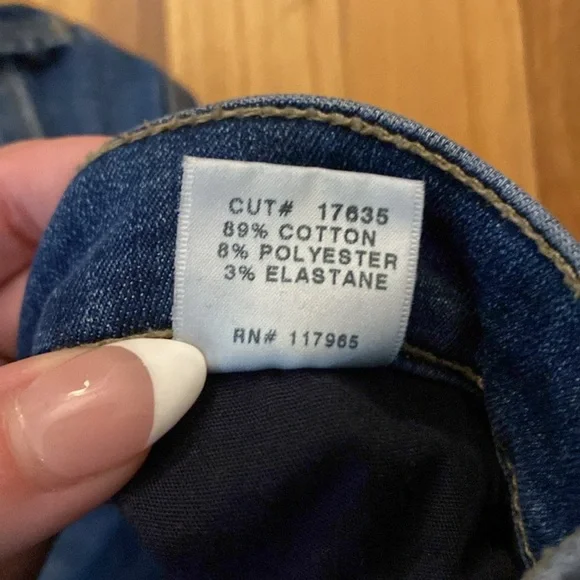 CUT# 17635
89% COTTON
8% POLYESTER
3% ELASTANE
RN# 117965